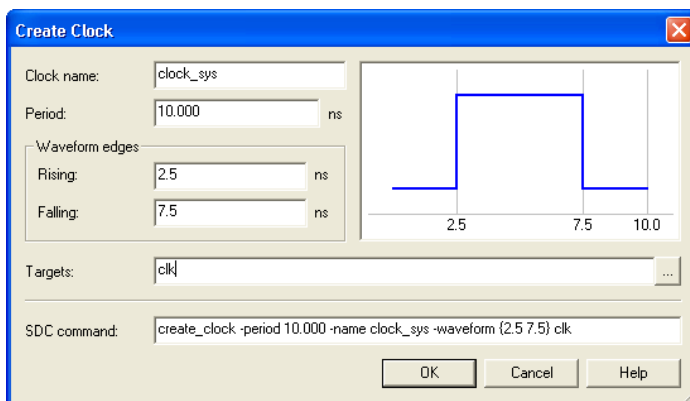 Create Clock
Clock name: clock_sys
Period: 10.000 ns
Waveform edges
Rising: 2.5 ns
Falling: 7.5 ns
2.5 7.5 10.0
Targets: clk ...
SDC command: create_clock -period 10.000 -name clock_sys -waveform {2.5 7.5} clk
OK Cancel Help